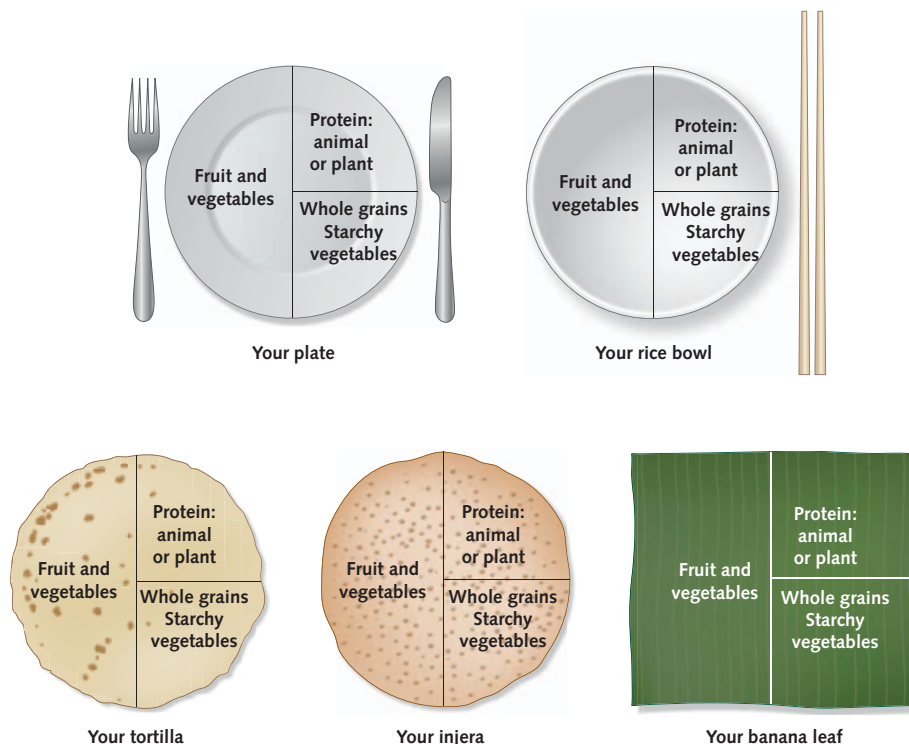 Fruit and
vegetables
Protein:
animal
or plant
Whole grains
Starchy
vegetables
Your plate
Fruit and
vegetables
Protein:
animal
or plant
Whole grains
Starchy
vegetables
Your rice bowl
Fruit and
vegetables
Protein:
animal
or plant
Whole grains
Starchy
vegetables
Your tortilla
Fruit and
vegetables
Protein:
animal
or plant
Whole grains
Starchy
vegetables
Your injera
Fruit and
vegetables
Protein:
animal
or plant
Whole grains
Starchy
vegetables
Your banana leaf